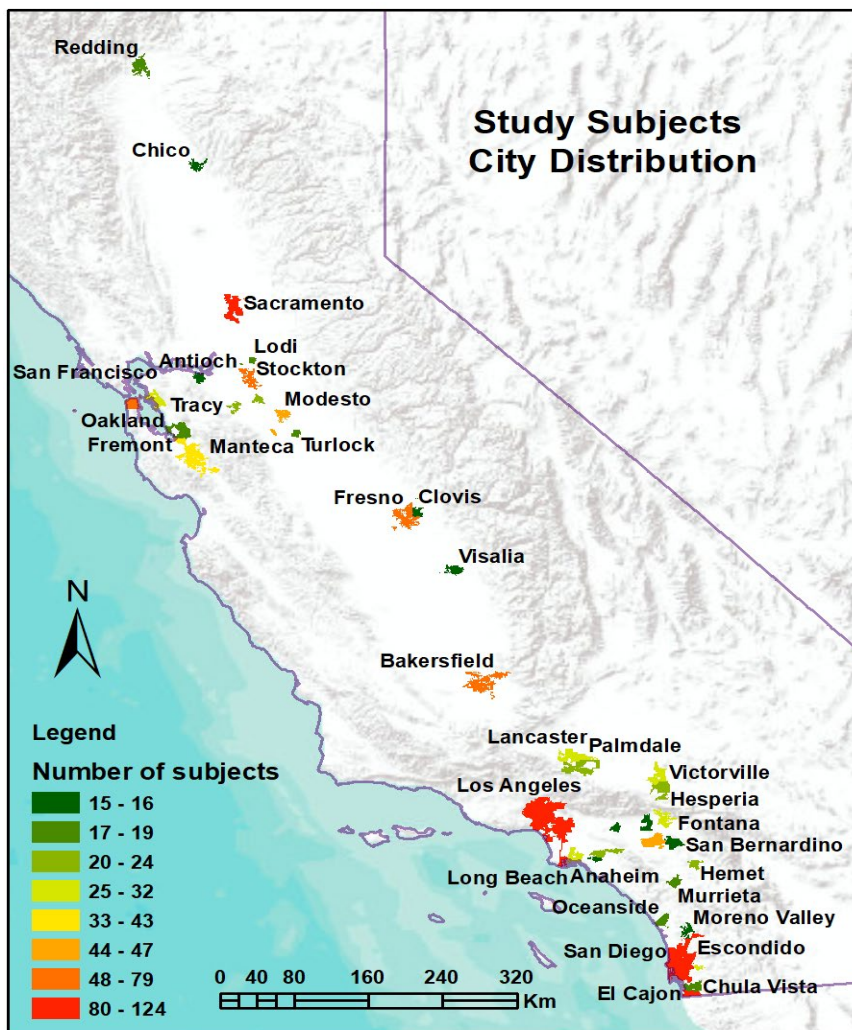 Redding
Study Subjects
City Distribution
Chico
Sacramento
Lodi
Antioch
Stockton
San Francisco
Modesto
Tracy
Oakland
Fremont
Manteca
Turlock
Fresno
Clovis
Visalia
N
Bakersfield
Lancaster
Palmdale
Victorville
Los Angeles
Hesperia
Fontana
San Bernardino
Long Beach
Anaheim
Hemet
Murrieta
Oceanside
Moreno Valley
San Diego
Escondido
El Cajon
Chula Vista
Legend
Number of subjects
15 - 16
17 - 19
20 - 24
25 - 32
33 - 43
44 - 47
48 - 79
80 - 124
0 40 80 160 240 320
Km